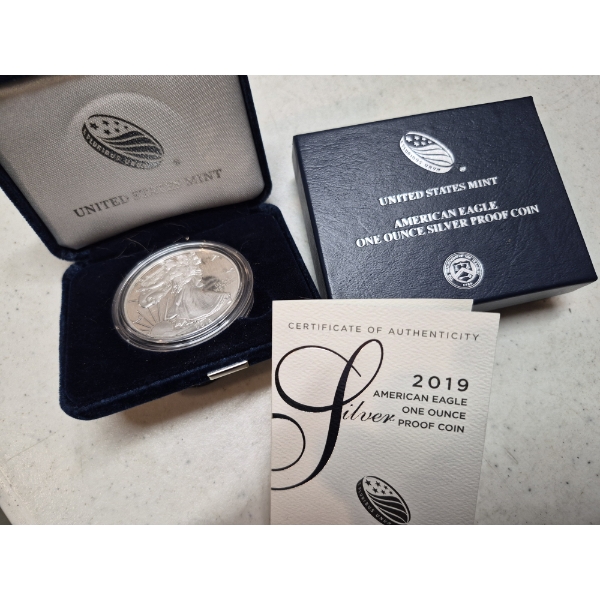 UNITED STATES MINT
UNITED STATES MINT
AMERICAN EAGLE
ONE OUNCE SILVER PROOF COIN
CERTIFICATE OF AUTHENTICITY
2019
AMERICAN EAGLE
ONE OUNCE
Silver PROOF COIN